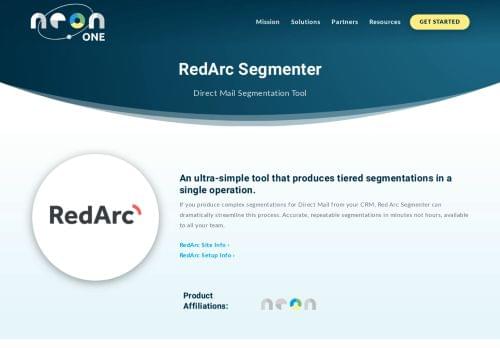 neon
ONE
Mission Solutions Partners Resources GET STARTED
RedArc Segmenter
Direct Mail Segmentation Tool
RedArc
An ultra-simple tool that produces tiered segmentations in a
single operation.
If you produce complex segmentations for Direct Mail from your CRM, Red Arc Segmenter can
dramatically streamline this process. Accurate, repeatable segmentations in minutes not hours, available
to all your team.
RedArc Site Info ›
RedArc Setup Info ›
Product
Affiliations:
neon